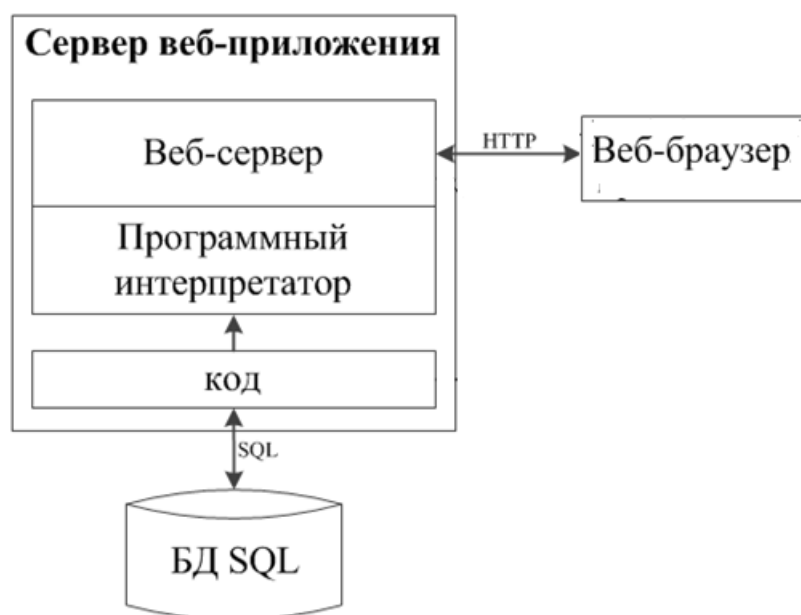 Сервер веб-приложения
Веб-сервер
HTTP
Веб-браузер
Программный
интерпретатор
код
SQL
БД SQL